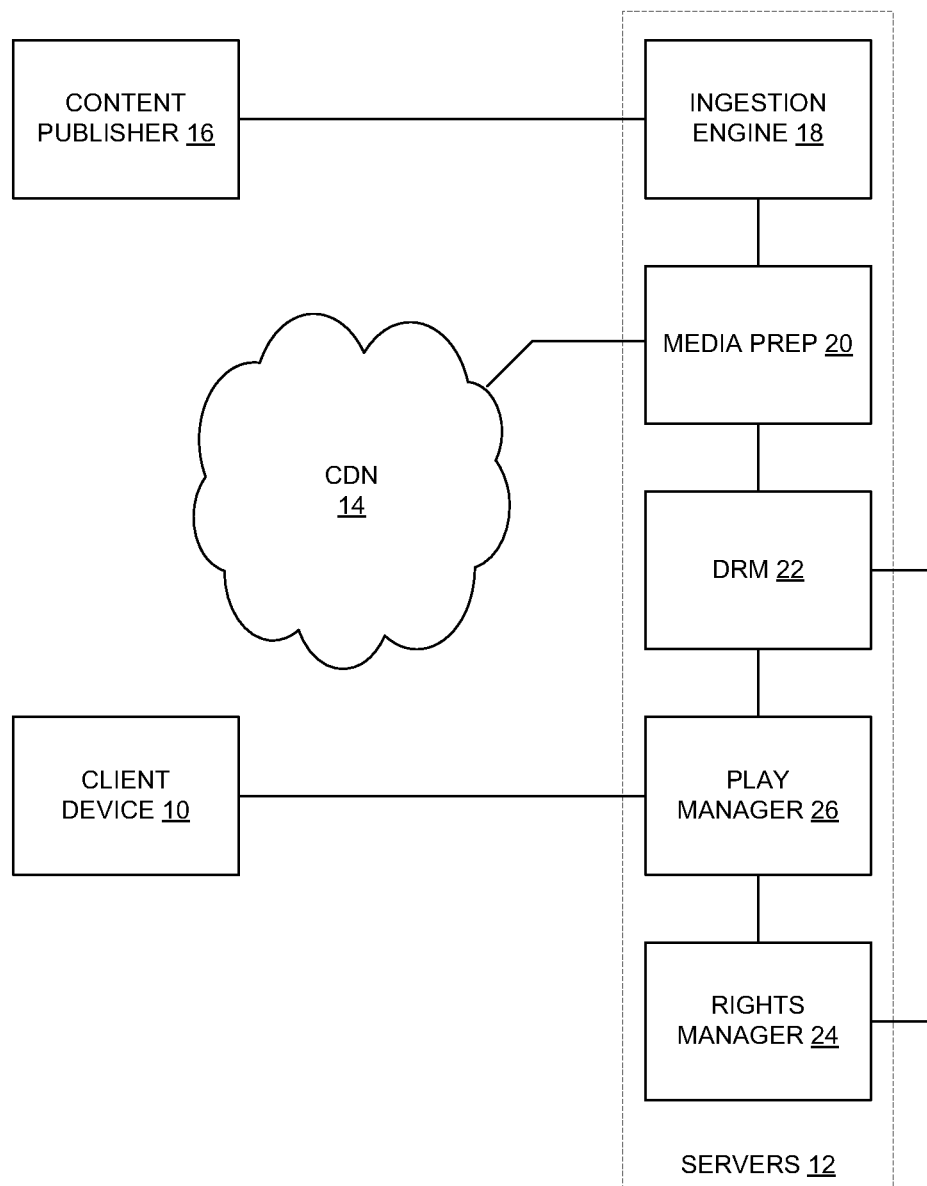 CONTENT
PUBLISHER 16
INGESTION
ENGINE 18
MEDIA PREP 20
CDN
14
DRM 22
CLIENT
DEVICE 10
PLAY
MANAGER 26
RIGHTS
MANAGER 24
SERVERS 12